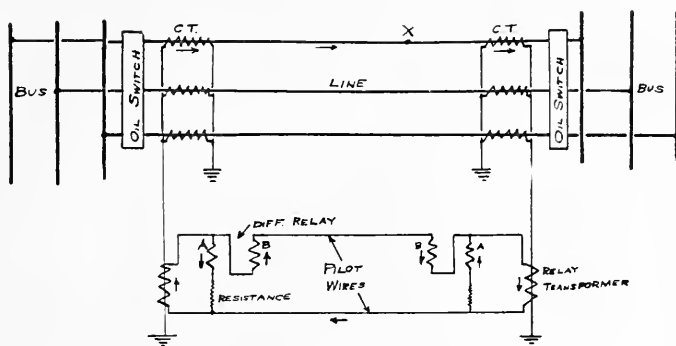 C.T.
X
C.T.
BUS
OIL SWITCH
LINE
OIL SWITCH
BUS
DIFF. RELAY
A
B
B
A
PILOT
WIRES
RESISTANCE
RELAY
TRANSFORMER